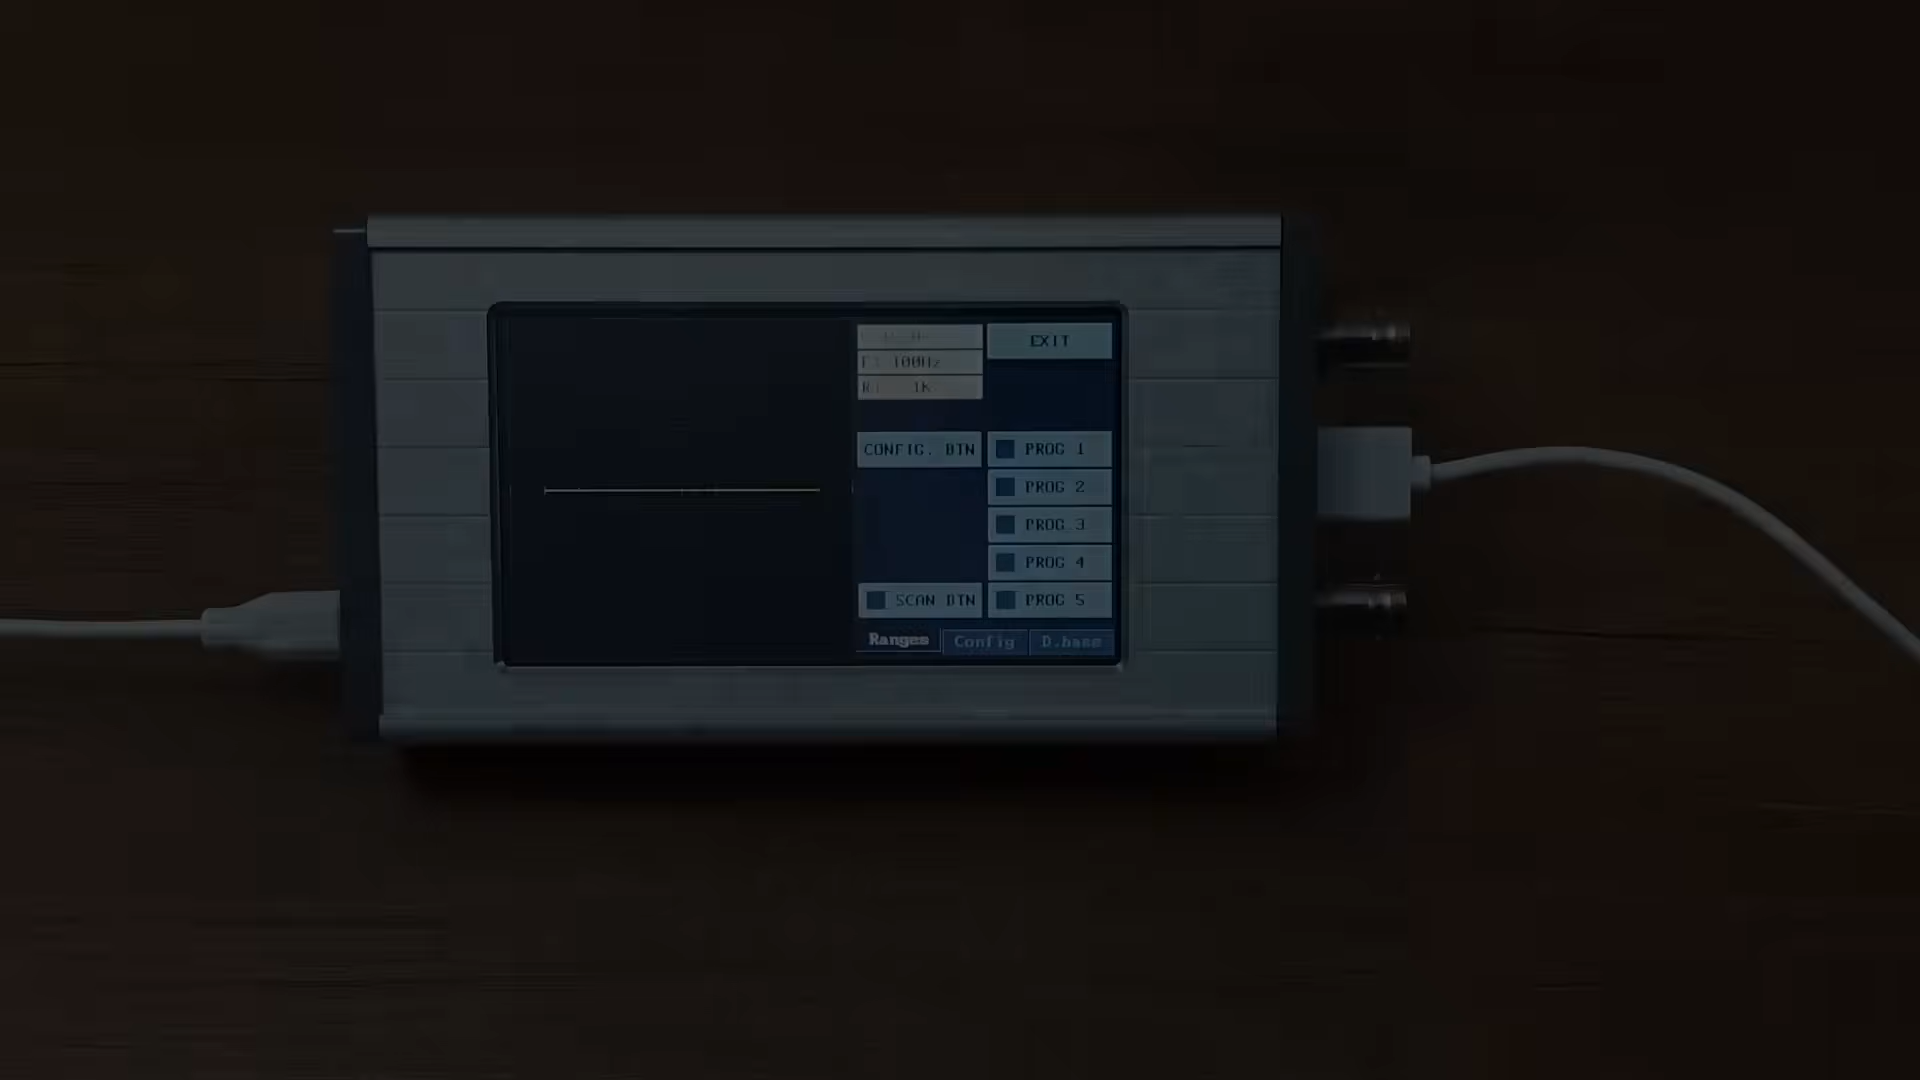 EXIT
F: 100Hz
R: 1K
CONFIG. BTN
PROG 1
PROG 2
PROG 3
PROG 4
SCAN BTN
PROG 5
Ranges
Config
D.base